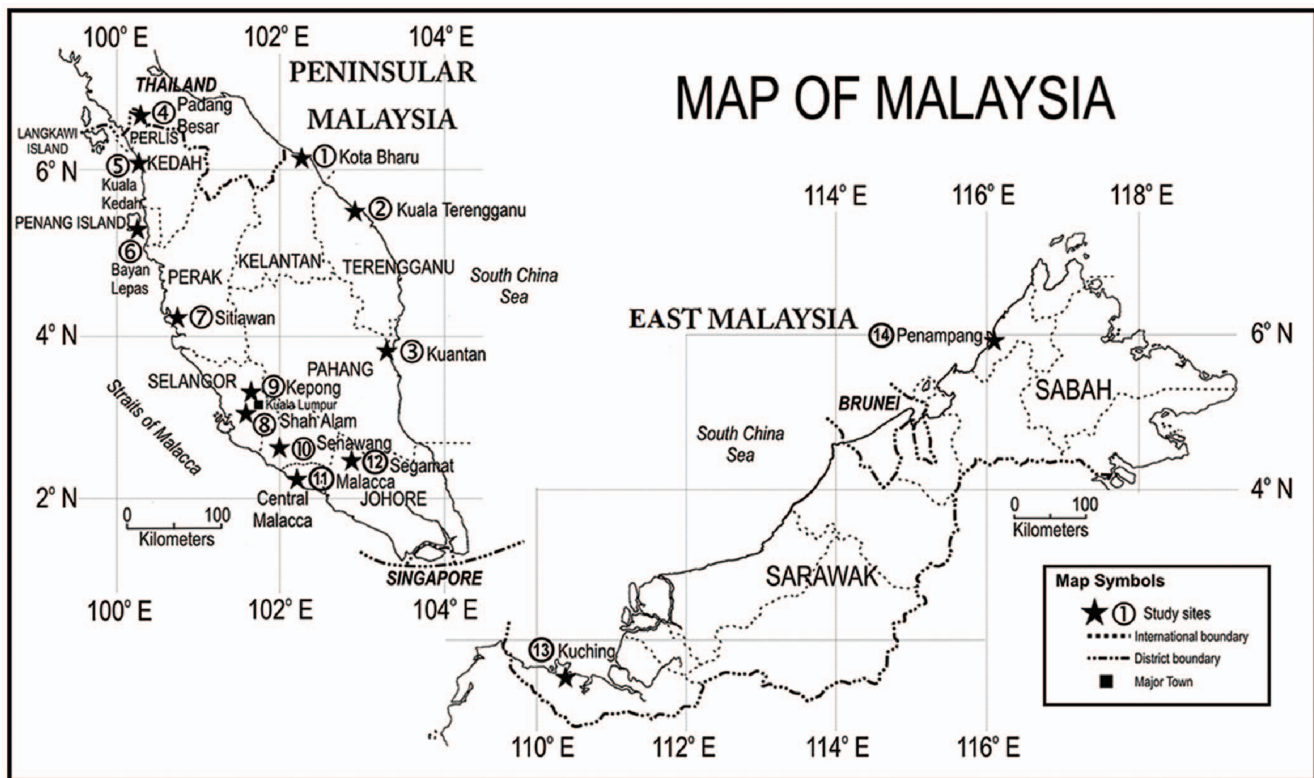 100° E
102° E
104° E
PENINSULAR
MALAYSIA
MAP OF MALAYSIA
THAILAND
④ Padang
Besar
LANGKAWI
ISLAND
PERLIS
① Kota Bharu
⑤
KEDAH
6° N
Kuala
Kedah
② Kuala Terengganu
PENANG ISLAND
⑥
Bayan
Lepas
PERAK
KELANTAN
TERENGGANU
South China
Sea
⑦ Sitiawan
4° N
③ Kuantan
PAHANG
SELANGOR
⑨ Kepong
Kuala Lumpur
⑧ Shah Alam
Straits of Malacca
⑩ Senawang
⑫ Segamat
⑪ Malacca
2° N
Central
Malacca
JOHORE
0 100
Kilometers
SINGAPORE
100° E
102° E
104° E
114° E
116° E
118° E
EAST MALAYSIA
⑭ Penampang
6° N
SABAH
BRUNEI
South China
Sea
4° N
0 100
Kilometers
SARAWAK
⑬ Kuching
110° E
112° E
114° E
116° E
Map Symbols
① Study sites
International boundary
District boundary
Major Town